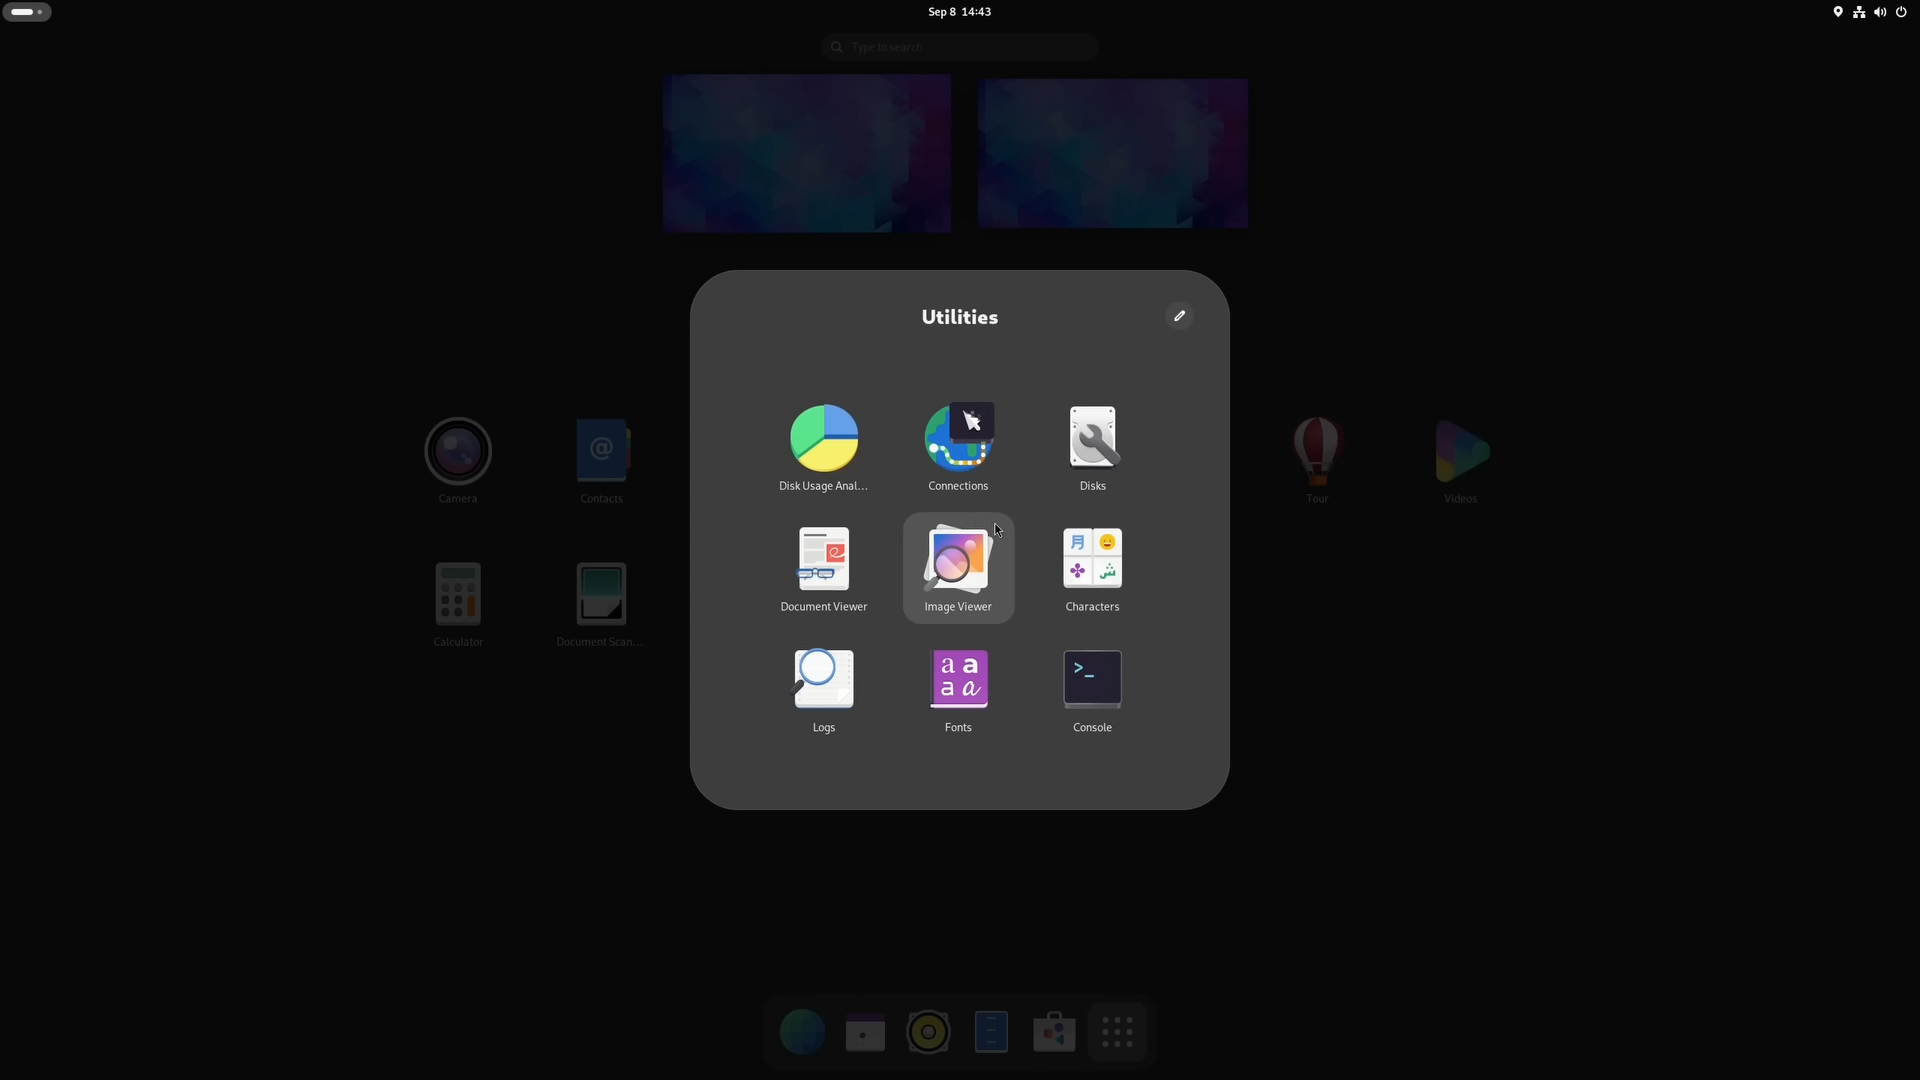 Sep 8 14:43
Type to search
Utilities
Disk Usage Anal...
Connections
Disks
Camera
Contacts
Tour
Videos
Document Viewer
Image Viewer
Characters
Calculator
Document Scan...
Logs
Fonts
Console